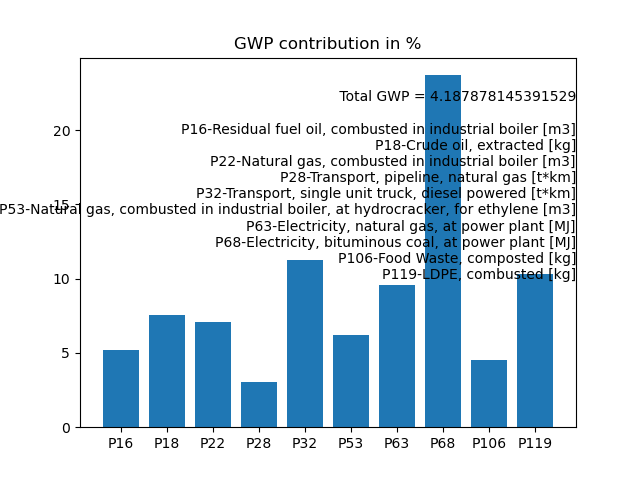 GWP contribution in %
Total GWP = 4.187878145391529
P16-Residual fuel oil, combusted in industrial boiler [m3]
P18-Crude oil, extracted [kg]
P22-Natural gas, combusted in industrial boiler [m3]
P28-Transport, pipeline, natural gas [t*km]
P32-Transport, single unit truck, diesel powered [t*km]
P53-Natural gas, combusted in industrial boiler, at hydrocracker, for ethylene [m3]
P63-Electricity, natural gas, at power plant [MJ]
P68-Electricity, bituminous coal, at power plant [MJ]
P106-Food Waste, composted [kg]
P119-LDPE, combusted [kg]
20
15
10
5
0
P16 P18 P22 P28 P32 P53 P63 P68 P106 P119